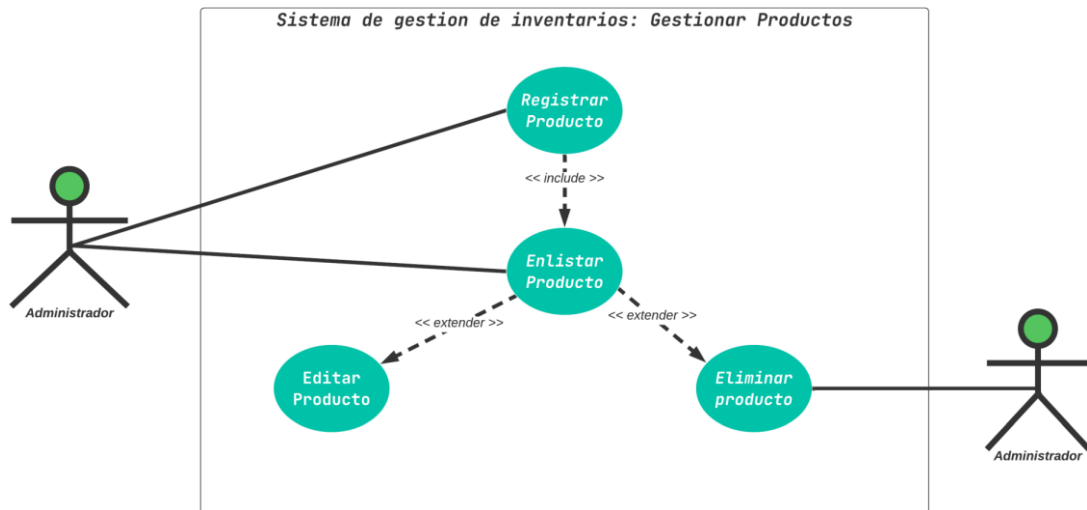 Sistema de gestion de inventarios: Gestionar Productos
Registrar
Producto
<< include >>
Enlistar
Producto
Administrador
<< extender >>
<< extender >>
Editar
Producto
Eliminar
producto
Administrador